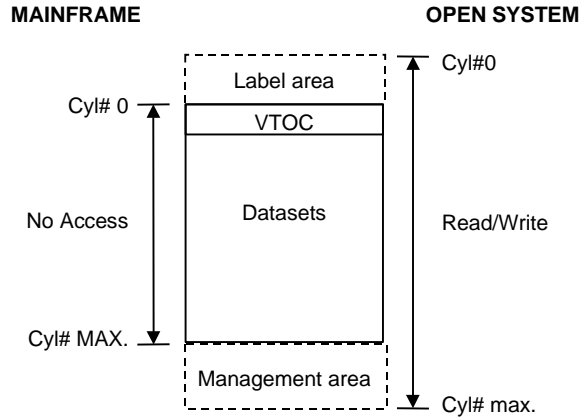 MAINFRAME
OPEN SYSTEM
Cyl#0
Label area
Cyl# 0
VTOC
No Access
Datasets
Read/Write
Cyl# MAX.
Management area
Cyl# max.